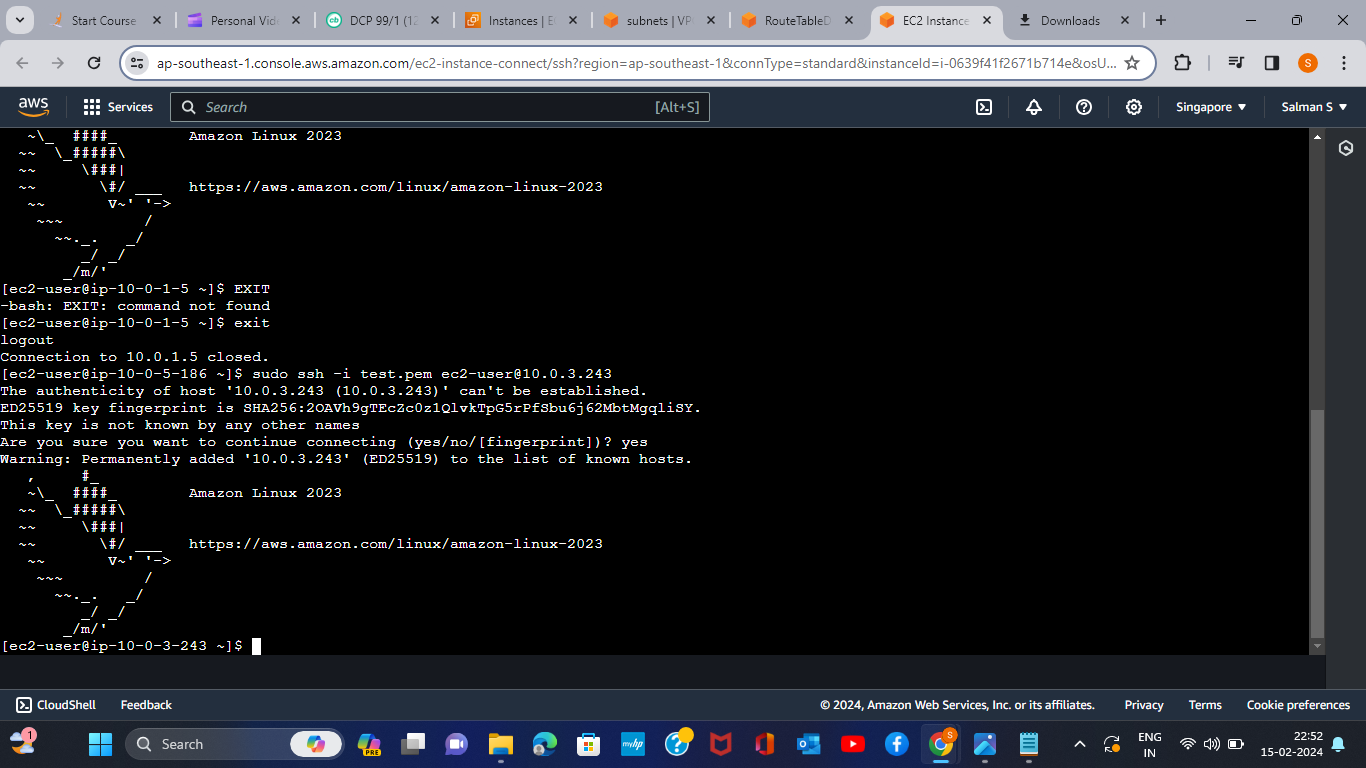 Start Course
Personal Vide
DCP 99/1 (12
Instances | E
subnets | VP
RouteTableD
EC2 Instance
Downloads
ap-southeast-1.console.aws.amazon.com/ec2-instance-connect/ssh?region=ap-southeast-1&connType=standard&instanceId=i-0639f41f2671b714e&osU...
S
aws
Services
Search
[Alt+S]
Singapore
Salman S
   ~\_  ####_        Amazon Linux 2023
  ~~  \_#####\
  ~~     \###|
  ~~       \#/ ___   https://aws.amazon.com/linux/amazon-linux-2023
   ~~       V~' '->
    ~~~         /
      ~~._.   _/
         _/ _/
       _/m/'
[ec2-user@ip-10-0-1-5 ~]$ EXIT
-bash: EXIT: command not found
[ec2-user@ip-10-0-1-5 ~]$ exit
logout
Connection to 10.0.1.5 closed.
[ec2-user@ip-10-0-5-186 ~]$ sudo ssh -i test.pem ec2-user@10.0.3.243
The authenticity of host '10.0.3.243 (10.0.3.243)' can't be established.
ED25519 key fingerprint is SHA256:2OAVh9gTEcZc0z1QlvkTpG5rPfSbu6j62MbtMgqliSY.
This key is not known by any other names
Are you sure you want to continue connecting (yes/no/[fingerprint])? yes
Warning: Permanently added '10.0.3.243' (ED25519) to the list of known hosts.
   ,     #_
   ~\_  ####_        Amazon Linux 2023
  ~~  \_#####\
  ~~     \###|
  ~~       \#/ ___   https://aws.amazon.com/linux/amazon-linux-2023
   ~~       V~' '->
    ~~~         /
      ~~._.   _/
         _/ _/
       _/m/'
[ec2-user@ip-10-0-3-243 ~]$
CloudShell
Feedback
© 2024, Amazon Web Services, Inc. or its affiliates.
Privacy
Terms
Cookie preferences
1
Search
PRE
myhp
S
ENG
IN
22:52
15-02-2024